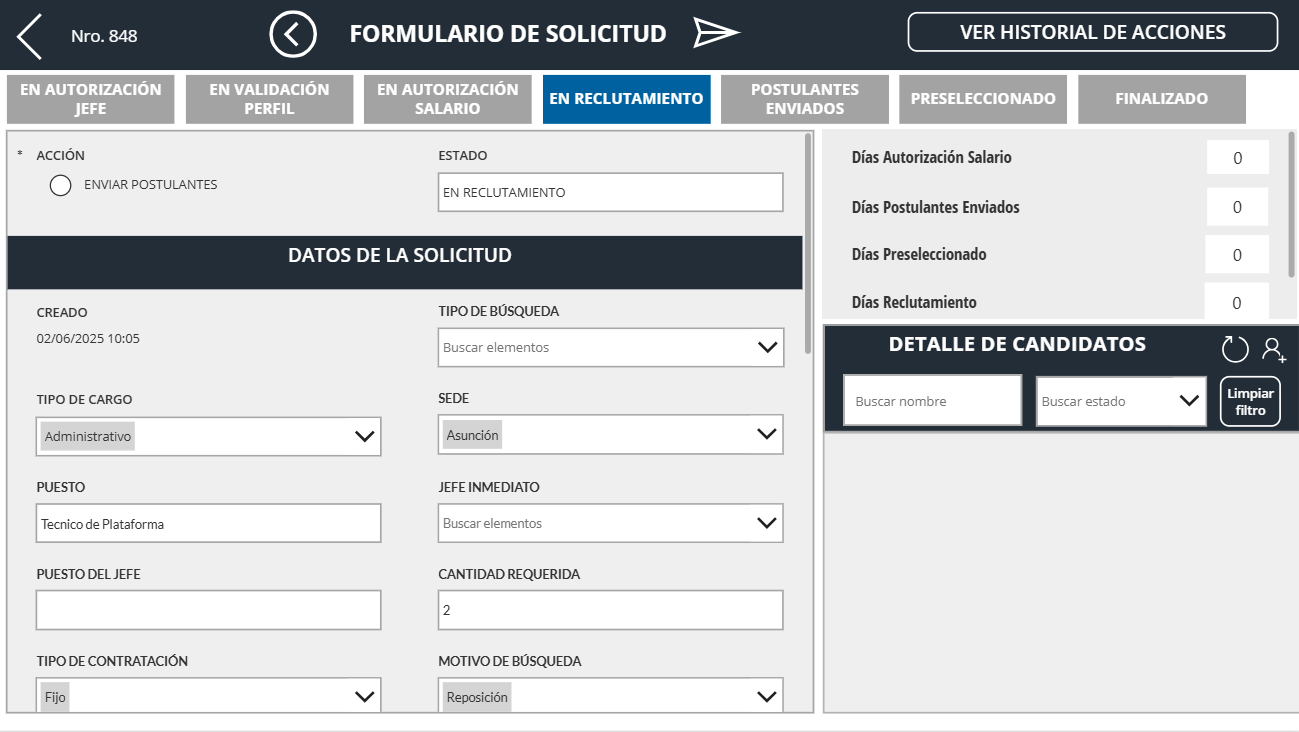 Nro. 848
FORMULARIO DE SOLICITUD
VER HISTORIAL DE ACCIONES
EN AUTORIZACIÓN
JEFE
EN VALIDACIÓN
PERFIL
EN AUTORIZACIÓN
SALARIO
EN RECLUTAMIENTO
POSTULANTES
ENVIADOS
PRESELECCIONADO
FINALIZADO
* ACCIÓN
ENVIAR POSTULANTES
ESTADO
EN RECLUTAMIENTO
DATOS DE LA SOLICITUD
CREADO
02/06/2025 10:05
TIPO DE BÚSQUEDA
Buscar elementos
TIPO DE CARGO
Administrativo
SEDE
Asunción
PUESTO
Tecnico de Plataforma
JEFE INMEDIATO
Buscar elementos
PUESTO DEL JEFE
CANTIDAD REQUERIDA
2
TIPO DE CONTRATACIÓN
Fijo
MOTIVO DE BÚSQUEDA
Reposición
Días Autorización Salario 0
Días Postulantes Enviados 0
Días Preseleccionado 0
Días Reclutamiento 0
DETALLE DE CANDIDATOS
Buscar nombre
Buscar estado
Limpiar
filtro